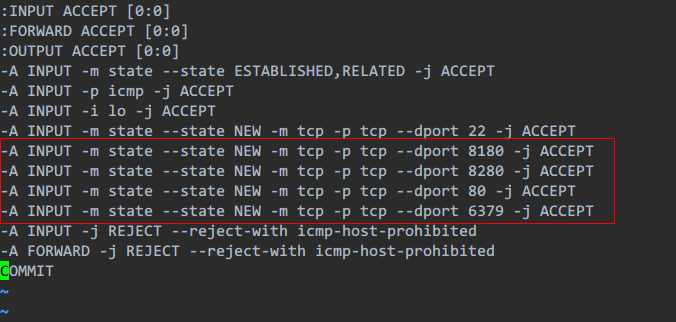 :INPUT ACCEPT [0:0]
:FORWARD ACCEPT [0:0]
:OUTPUT ACCEPT [0:0]
-A INPUT -m state --state ESTABLISHED,RELATED -j ACCEPT
-A INPUT -p icmp -j ACCEPT
-A INPUT -i lo -j ACCEPT
-A INPUT -m state --state NEW -m tcp -p tcp --dport 22 -j ACCEPT
-A INPUT -m state --state NEW -m tcp -p tcp --dport 8180 -j ACCEPT
-A INPUT -m state --state NEW -m tcp -p tcp --dport 8280 -j ACCEPT
-A INPUT -m state --state NEW -m tcp -p tcp --dport 80 -j ACCEPT
-A INPUT -m state --state NEW -m tcp -p tcp --dport 6379 -j ACCEPT
-A INPUT -j REJECT --reject-with icmp-host-prohibited
-A FORWARD -j REJECT --reject-with icmp-host-prohibited
COMMIT
~
~